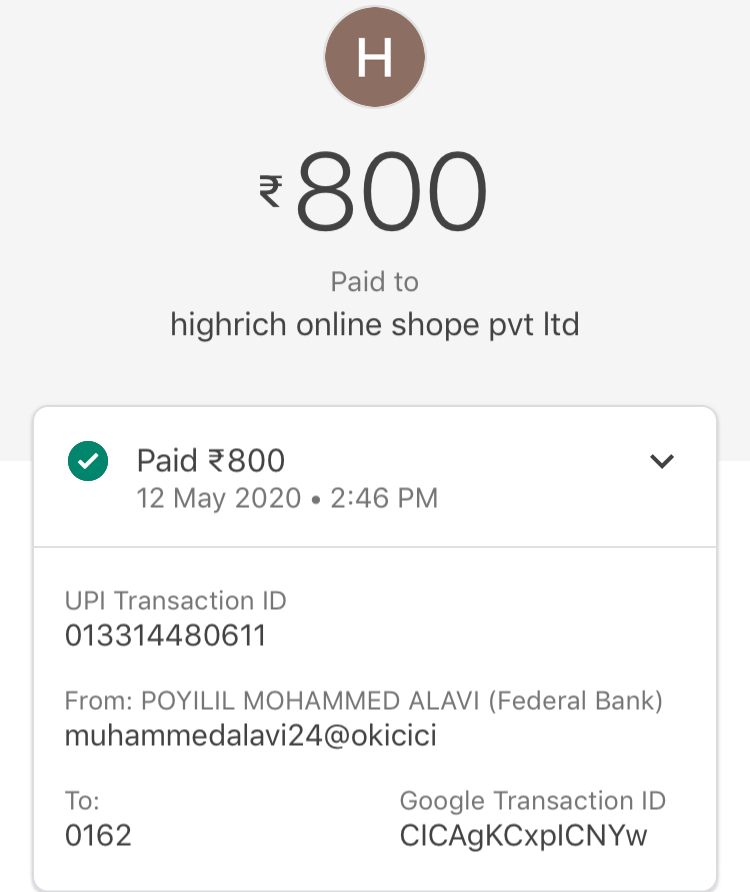 H
₹800
Paid to
highrich online shope pvt ltd
Paid ₹800
12 May 2020 • 2:46 PM
UPI Transaction ID
013314480611
From: POYILIL MOHAMMED ALAVI (Federal Bank)
muhammedalavi24@okicici
To:
0162
Google Transaction ID
CICAgKCxpICNYw